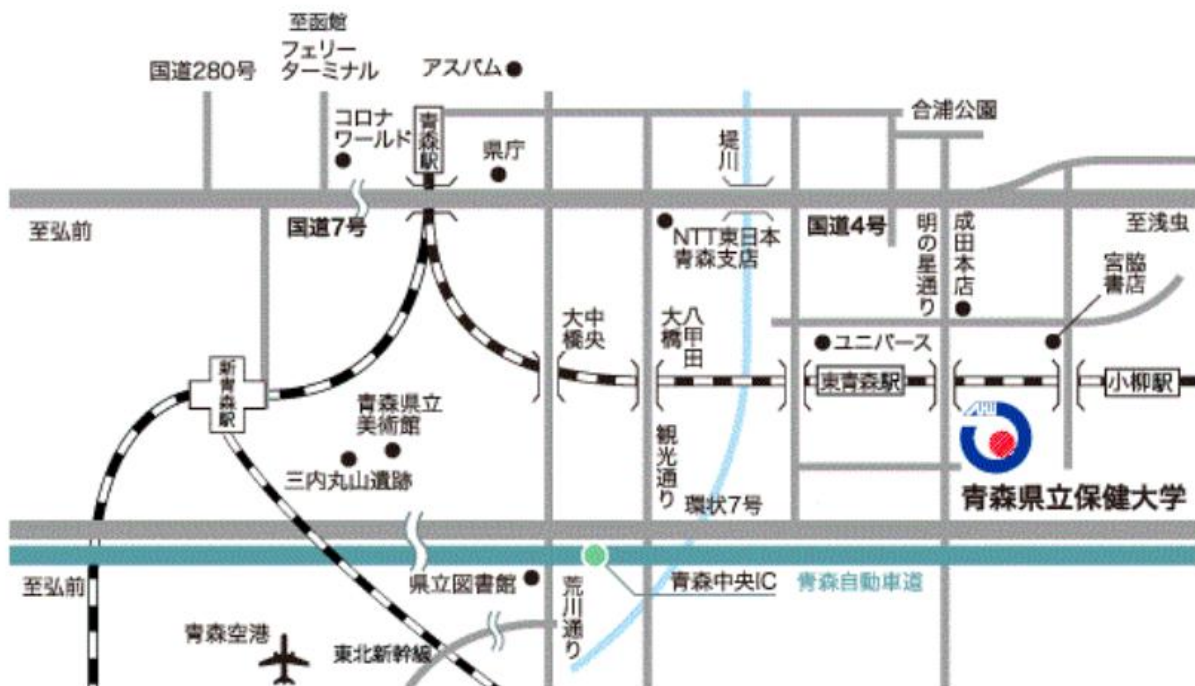 至函館
フェリー
ターミナル
国道280号
アスパム
コロナ
ワールド
青森駅
県庁
堤川
合浦公園
至弘前
国道7号
NTT東日本
青森支店
国道4号
明の星通り
成田本店
至浅虫
宮脇
書店
中央
大橋
八甲田
大橋
ユニバース
新青森駅
東青森駅
小柳駅
青森県立
美術館
三内丸山遺跡
観光通り
AHU
青森県立保健大学
環状7号
至弘前
県立図書館
荒川通り
青森中央IC
青森自動車道
青森空港
東北新幹線